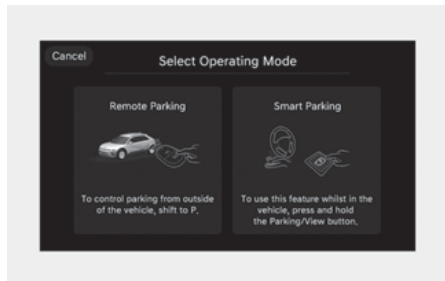 Cancel
Select Operating Mode
Remote Parking
To control parking from outside
of the vehicle, shift to P.
Smart Parking
To use this feature whilst in the
vehicle, press and hold
the Parking/View button.